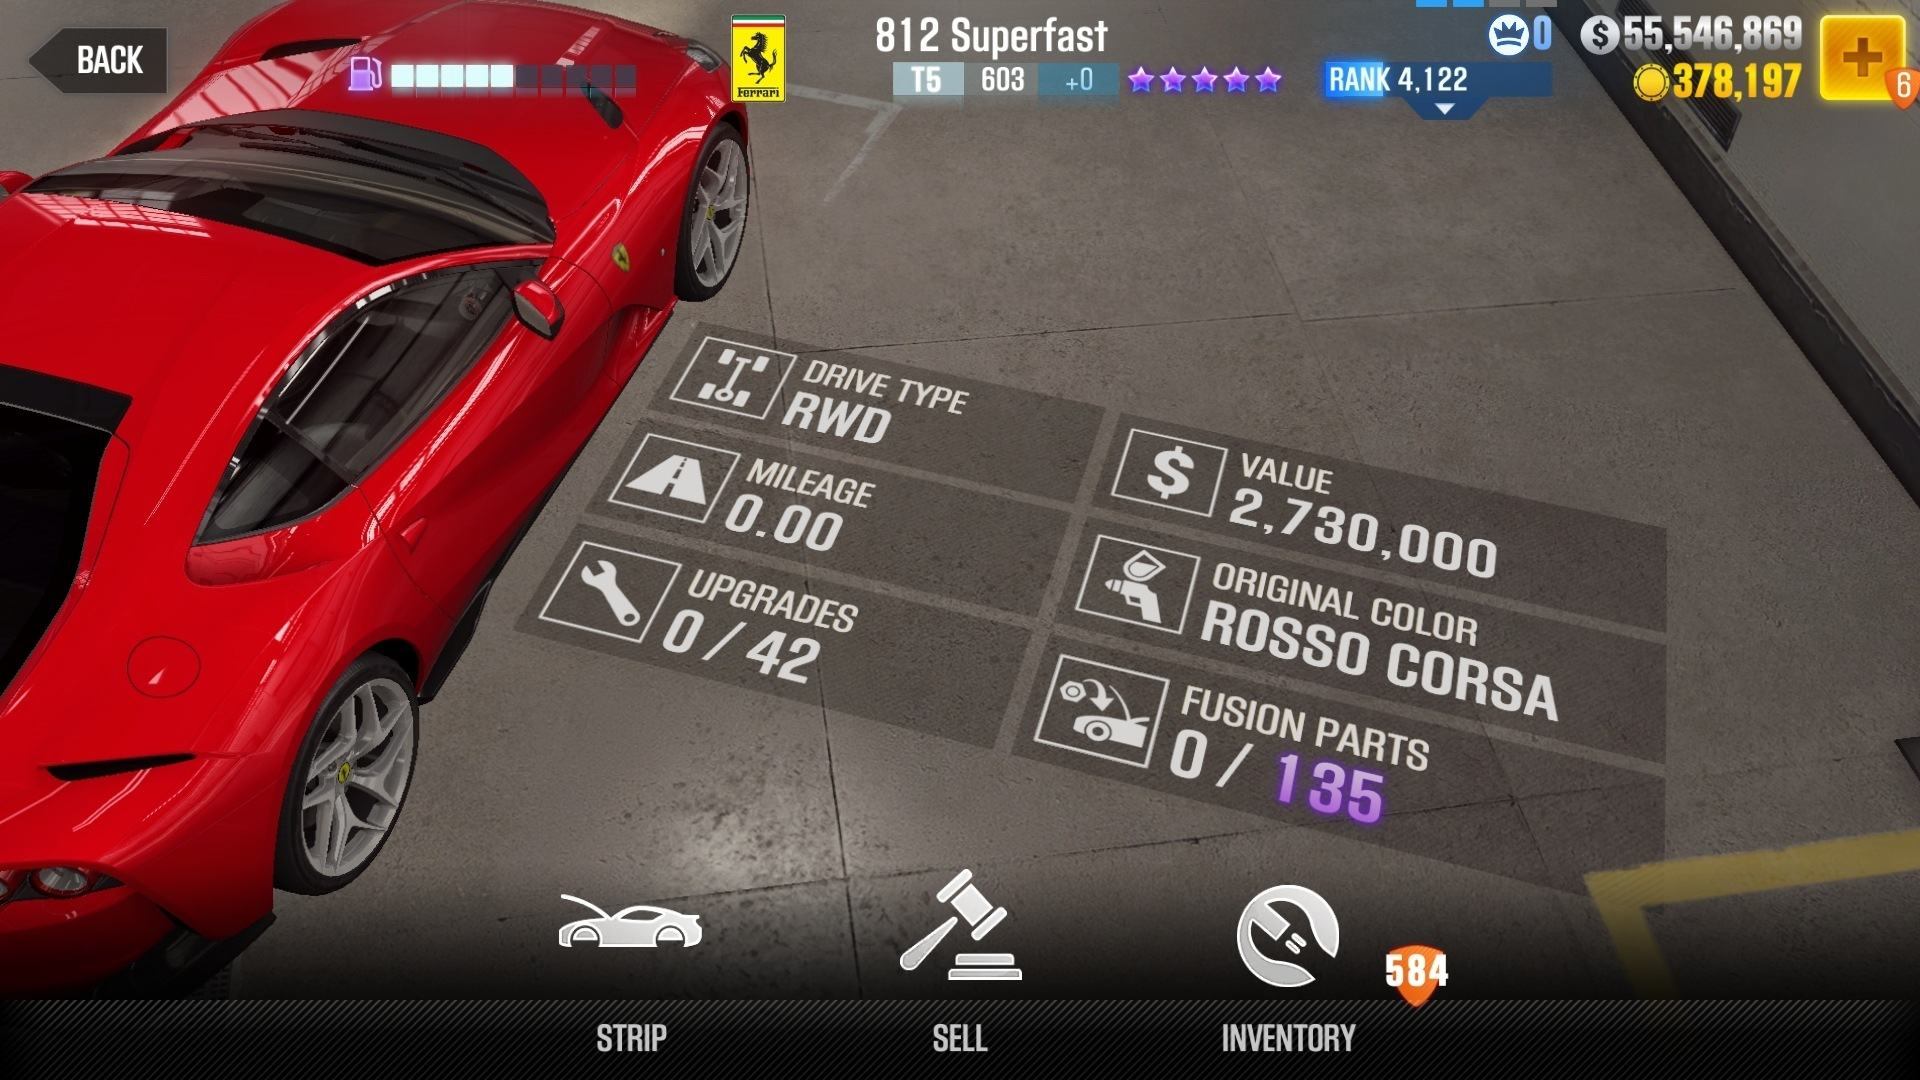 BACK
Ferrari
812 Superfast
T5 603 +0
RANK 4,122
0
$ 55,546,869
378,197
6
DRIVE TYPE
RWD
MILEAGE
0.00
UPGRADES
0 / 42
$ VALUE
2,730,000
ORIGINAL COLOR
ROSSO CORSA
FUSION PARTS
0 / 135
584
STRIP
SELL
INVENTORY